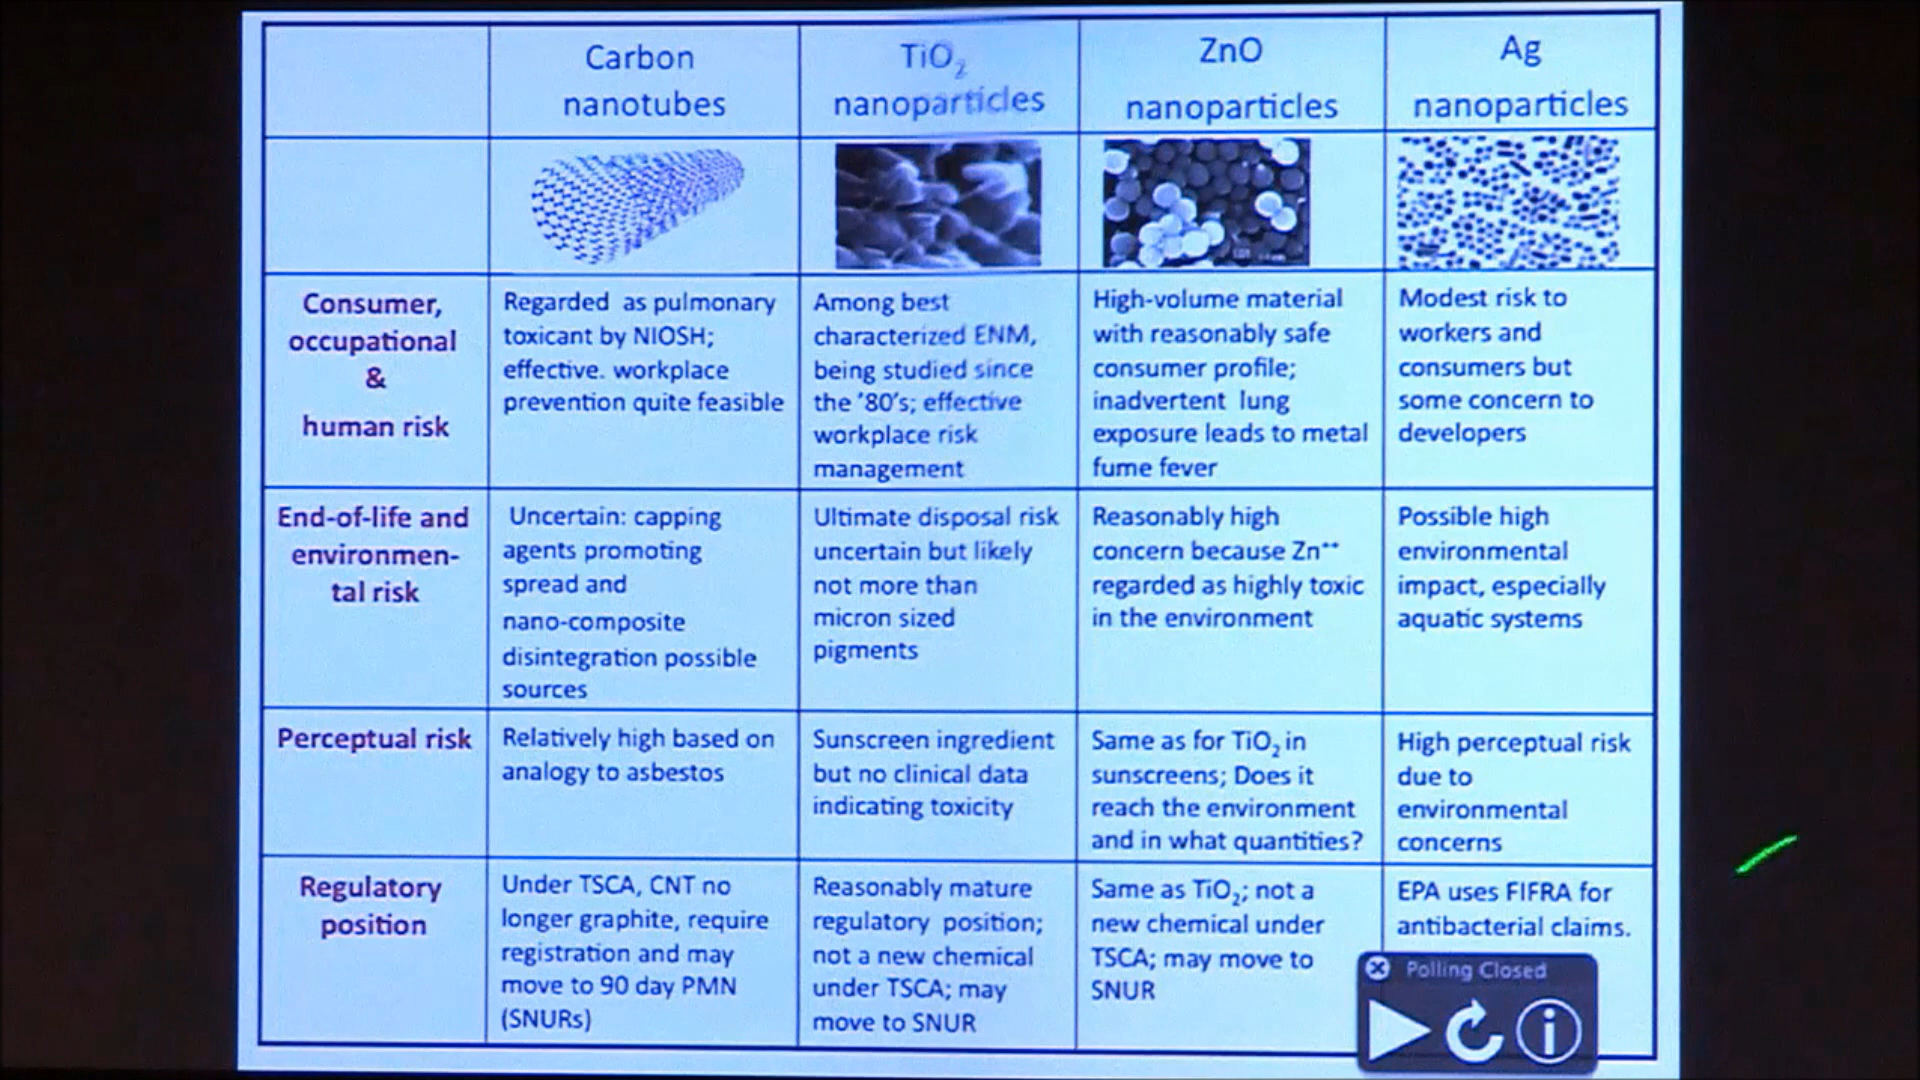 Carbon
nanotubes
TiO₂
nanoparticles
ZnO
nanoparticles
Ag
nanoparticles
Consumer,
occupational
&
human risk
Regarded as pulmonary
toxicant by NIOSH;
effective. workplace
prevention quite feasible
Among best
characterized ENM,
being studied since
the '80's; effective
workplace risk
management
High-volume material
with reasonably safe
consumer profile;
inadvertent lung
exposure leads to metal
fume fever
Modest risk to
workers and
consumers but
some concern to
developers
End-of-life and
environmen-
tal risk
Uncertain: capping
agents promoting
spread and
nano-composite
disintegration possible
sources
Ultimate disposal risk
uncertain but likely
not more than
micron sized
pigments
Reasonably high
concern because Zn⁺⁺
regarded as highly toxic
in the environment
Possible high
environmental
impact, especially
aquatic systems
Perceptual risk
Relatively high based on
analogy to asbestos
Sunscreen ingredient
but no clinical data
indicating toxicity
Same as for TiO₂ in
sunscreens; Does it
reach the environment
and in what quantities?
High perceptual risk
due to
environmental
concerns
Regulatory
position
Under TSCA, CNT no
longer graphite, require
registration and may
move to 90 day PMN
(SNURs)
Reasonably mature
regulatory position;
not a new chemical
under TSCA; may
move to SNUR
Same as TiO₂; not a
new chemical under
TSCA; may move to
SNUR
EPA uses FIFRA for
antibacterial claims.
Polling Closed